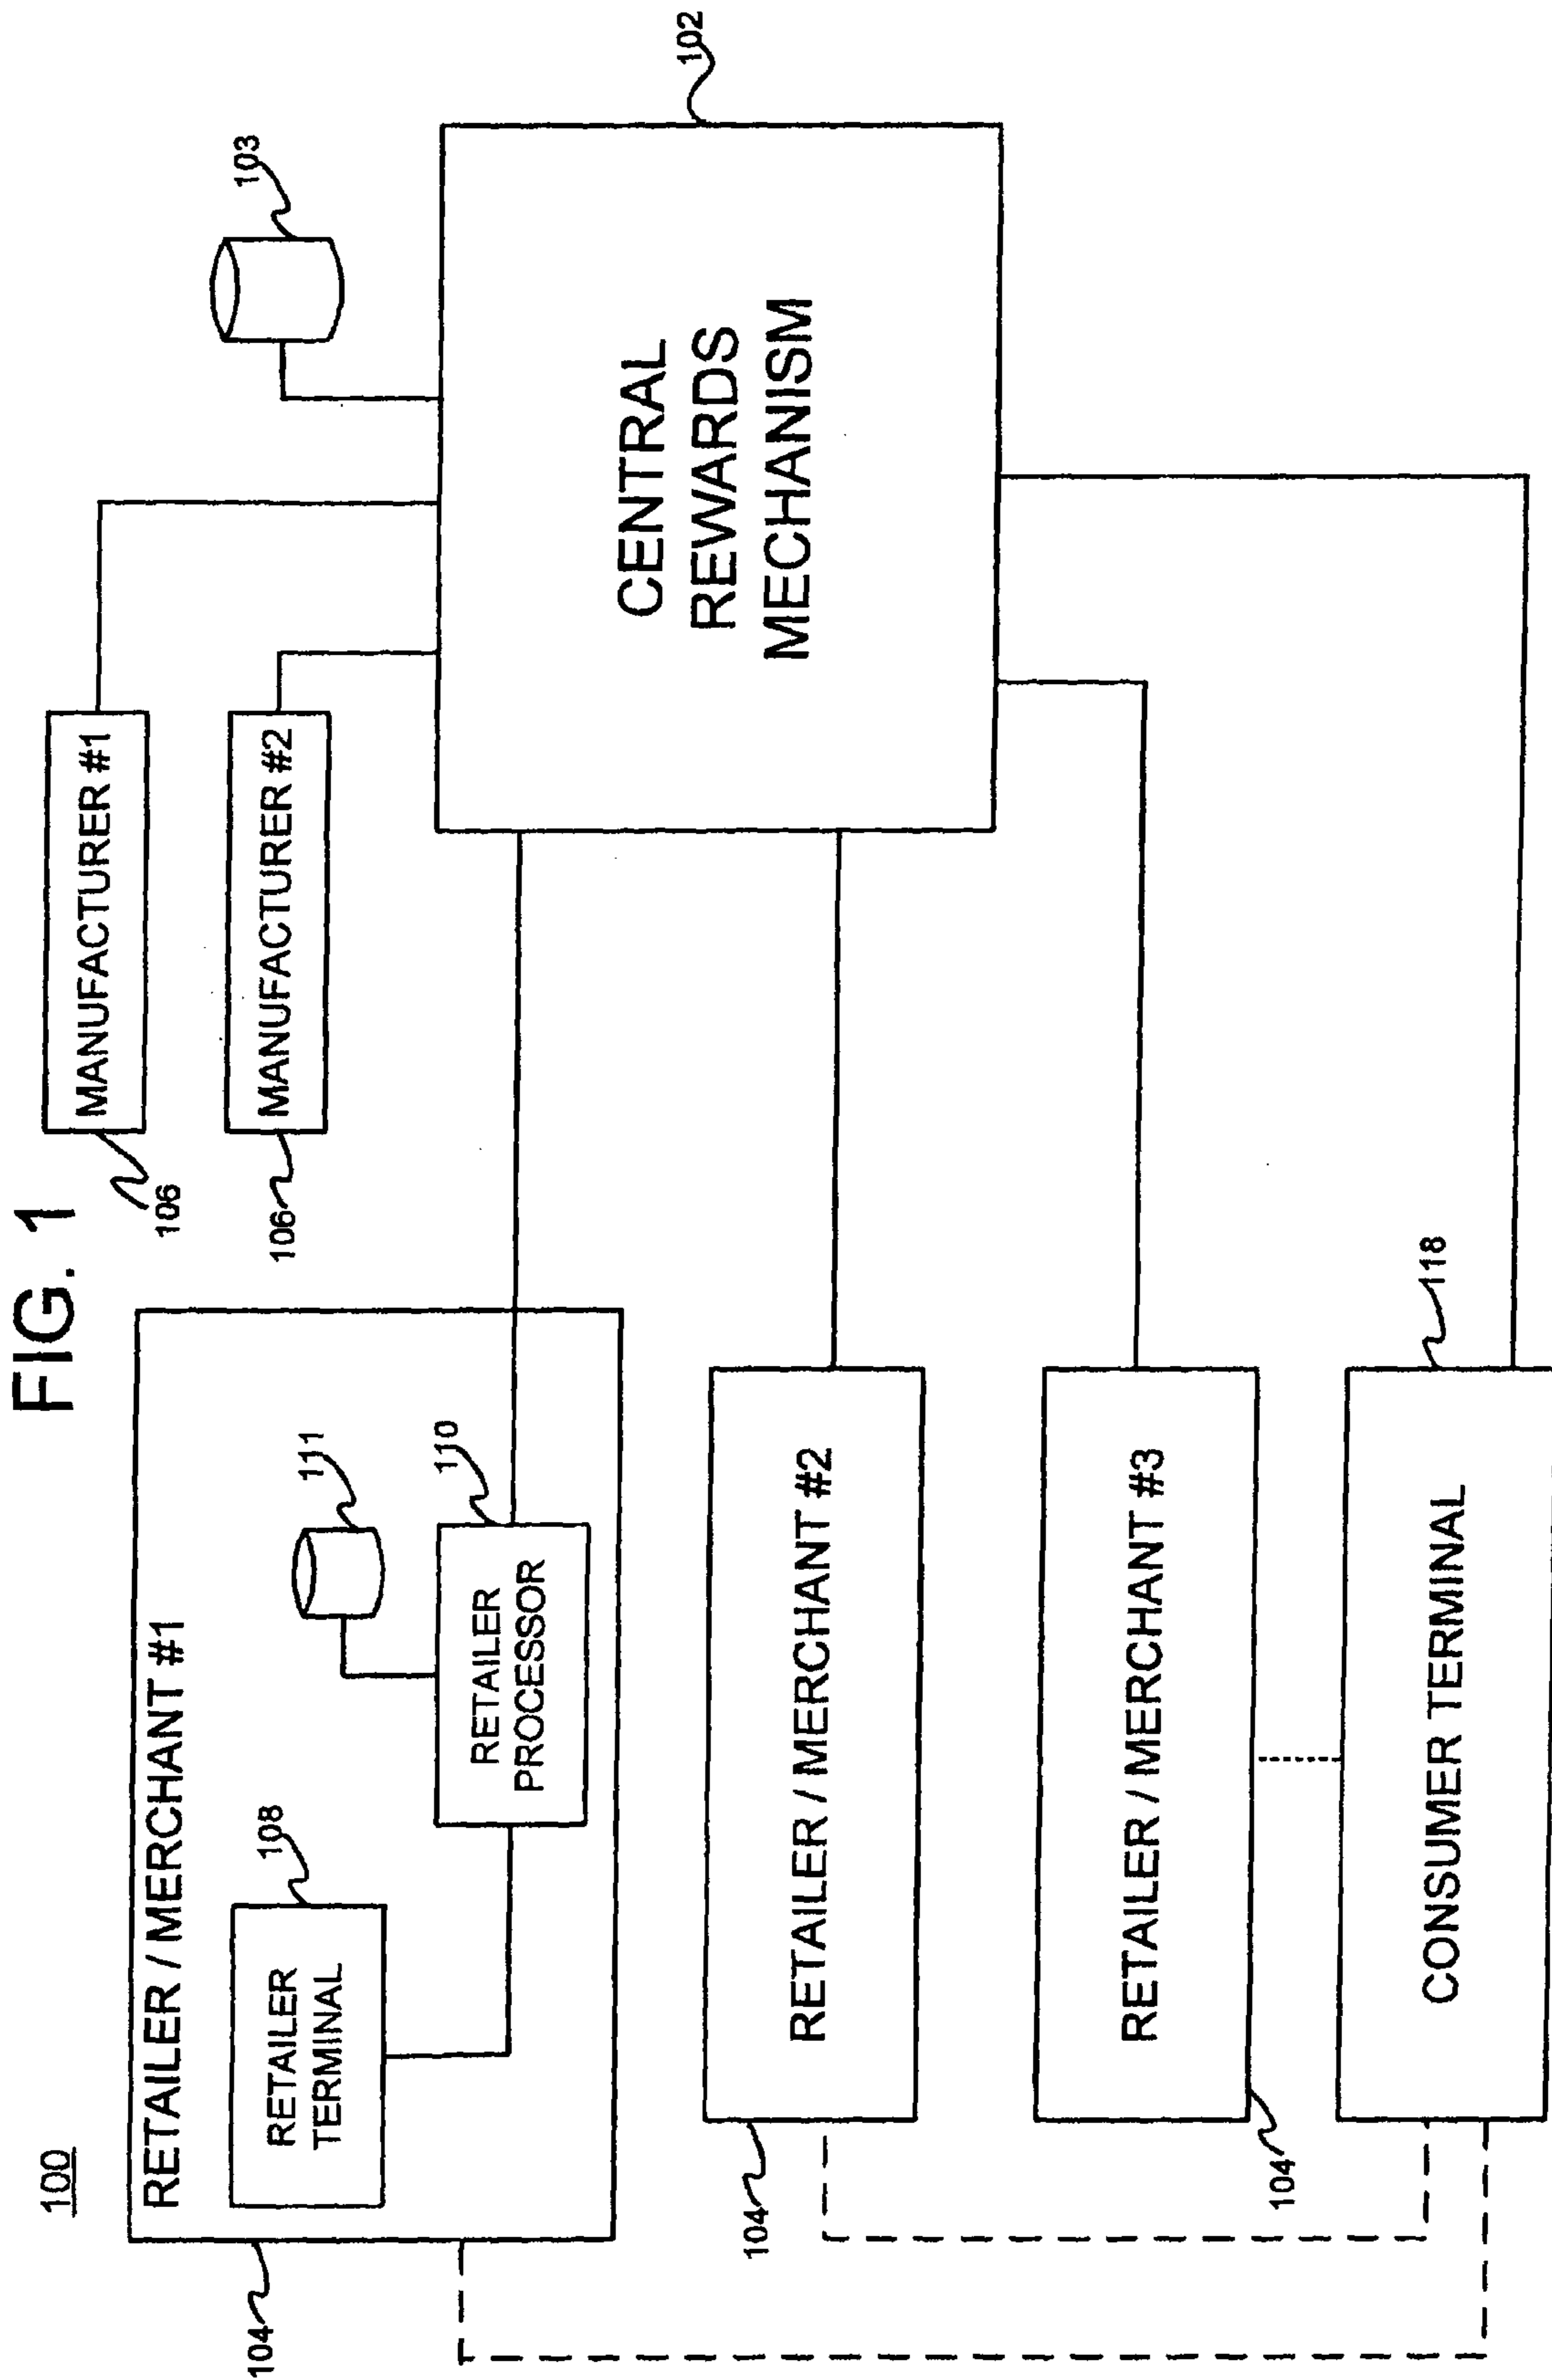 FIG. 1
100
RETAILER / MERCHANT #1
104
RETAILER
TERMINAL
108
RETAILER
PROCESSOR
110
111
MANUFACTURER #1
106
MANUFACTURER #2
106
103
CENTRAL
REWARDS
MECHANISM
102
RETAILER / MERCHANT #2
104
RETAILER / MERCHANT #3
104
CONSUMER TERMINAL
118